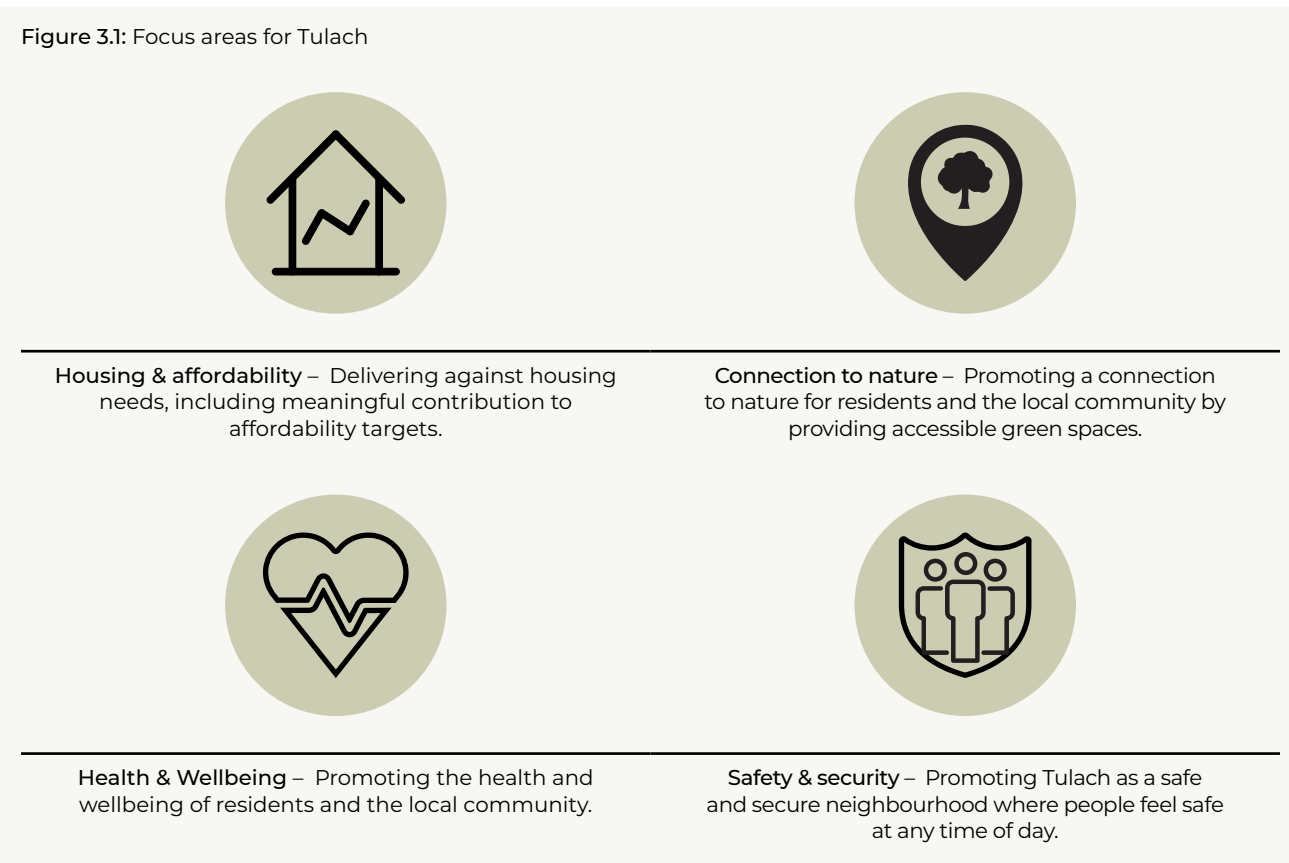 Figure 3.1: Focus areas for Tulach
Housing & affordability – Delivering against housing
needs, including meaningful contribution to
affordability targets.
Connection to nature – Promoting a connection
to nature for residents and the local community by
providing accessible green spaces.
Health & Wellbeing – Promoting the health and
wellbeing of residents and the local community.
Safety & security – Promoting Tulach as a safe
and secure neighbourhood where people feel safe
at any time of day.